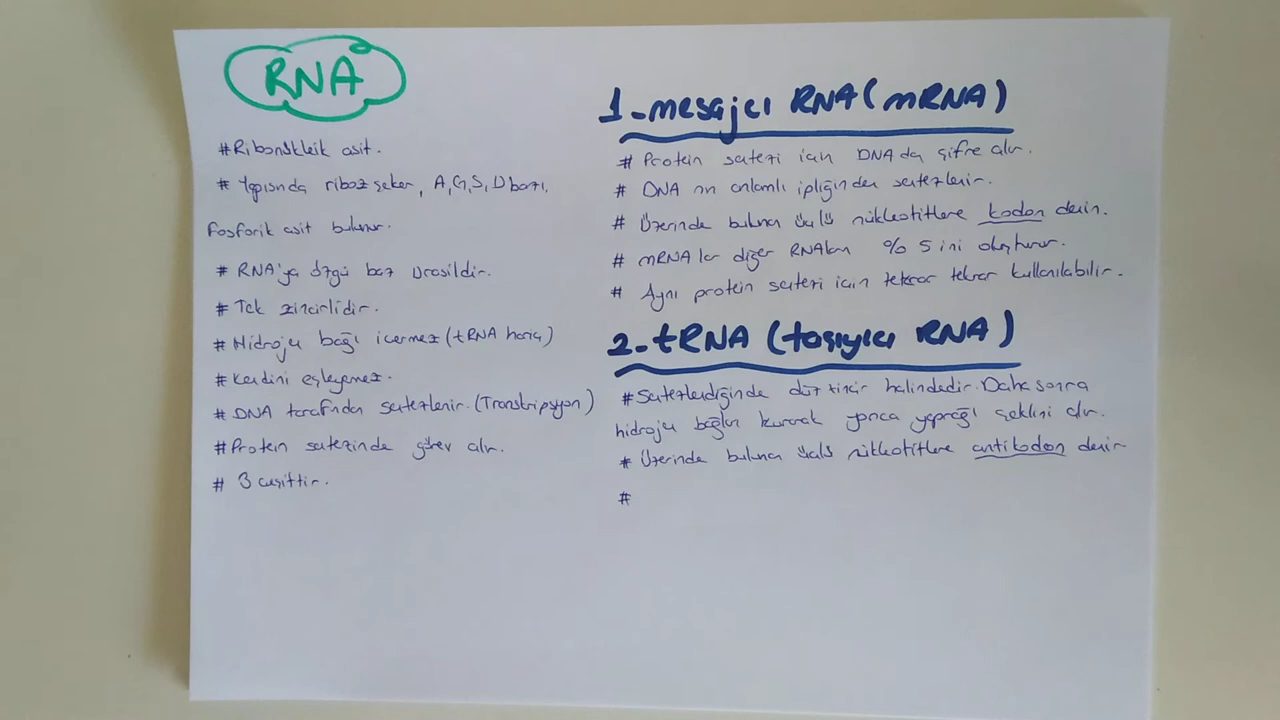 RNA
#Ribonükleik asit.
# Yapısında riboz şeker, A,G,S,U bazı,
Fosforik asit bulunur.
# RNA'ya özgü baz Urasildir.
# Tek zincirlidir.
# Hidrojen bağı içermez (tRNA hariç)
# Kendini eşleyemez.
# DNA tarafından sentezlenir. (Transkripsyon)
# Protein sentezinde görev alır.
# 3 çeşittir.
1-mesajcı RNA (mRNA)
# Protein sentezi için DNA da şifre alır.
# DNA nın anlamlı ipliğinden sentezlenir.
# Üzerinde bulunan üçlü nükleotitlere kodon denir.
# mRNA lar diğer RNAların %5 ini oluşturur.
# Aynı protein sentezi için tekrar tekrar kullanılabilir.
2-tRNA (taşıyıcı RNA)
# Sentezlendiğinde düz zincir halindedir. Daha sonra
hidrojen bağları kurarak yonca yaprağı şeklini alır.
# Üzerinde bulunan üçlü nükleotitlere antikodon denir
#